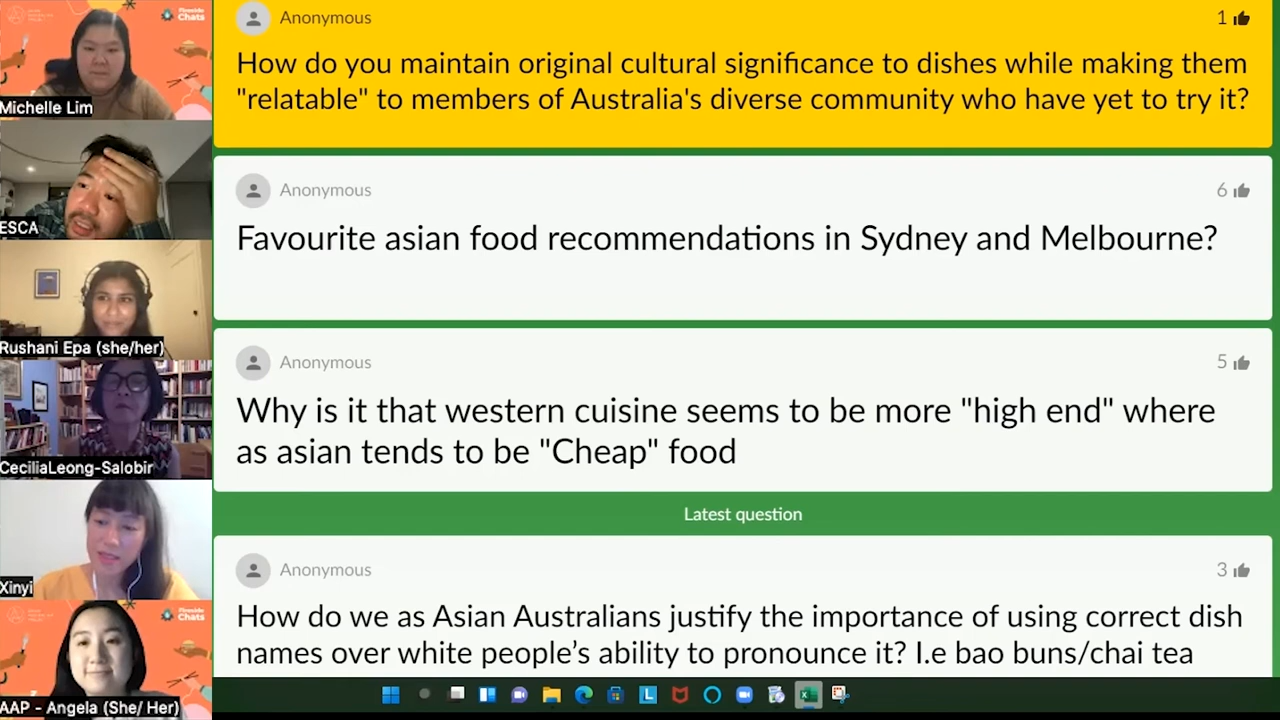 Fireside
Chats
Michelle Lim
ESCA
Rushani Epa (she/her)
CeciliaLeong-Salobir
Xinyi
Fireside
Chats
AAP - Angela (She/ Her)
Anonymous
1
How do you maintain original cultural significance to dishes while making them
"relatable" to members of Australia's diverse community who have yet to try it?
Anonymous
6
Favourite asian food recommendations in Sydney and Melbourne?
Anonymous
5
Why is it that western cuisine seems to be more "high end" where
as asian tends to be "Cheap" food
Latest question
Anonymous
3
How do we as Asian Australians justify the importance of using correct dish
names over white people’s ability to pronounce it? I.e bao buns/chai tea